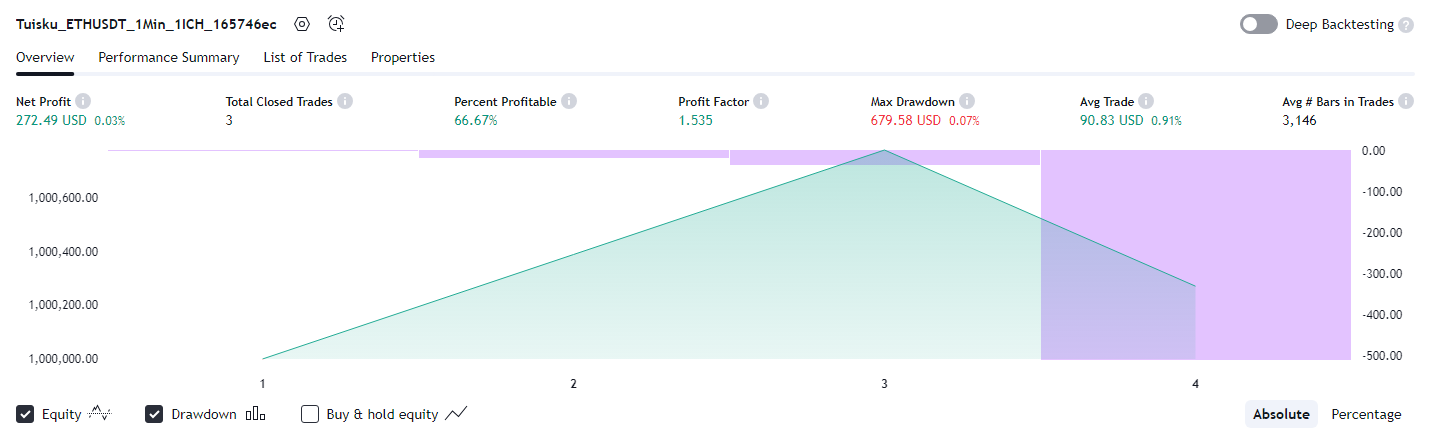 Tuisku_ETHUSDT_1Min_1ICH_165746ec Deep Backtesting ?
Overview Performance Summary List of Trades Properties
Net Profit Total Closed Trades Percent Profitable Profit Factor Max Drawdown Avg Trade Avg # Bars in Trades
272.49 USD 0.03% 3 66.67% 1.535 679.58 USD 0.07% 90.83 USD 0.91% 3,146
0.00
1,000,600.00 -100.00
1,000,400.00 -200.00
-300.00
1,000,200.00 -400.00
1,000,000.00 -500.00
1 2 3 4
Equity Drawdown Buy & hold equity Absolute Percentage